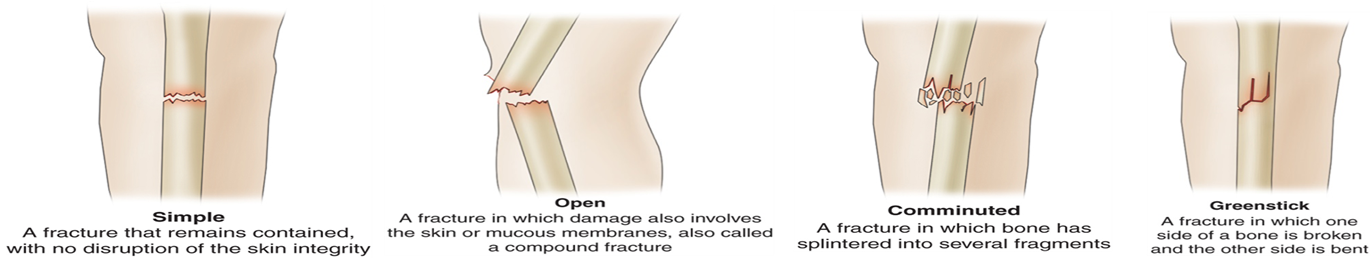 Simple
A fracture that remains contained,
with no disruption of the skin integrity
Open
A fracture in which damage also involves
the skin or mucous membranes, also called
a compound fracture
Comminuted
A fracture in which bone has
splintered into several fragments
Greenstick
A fracture in which one
side of a bone is broken
and the other side is bent